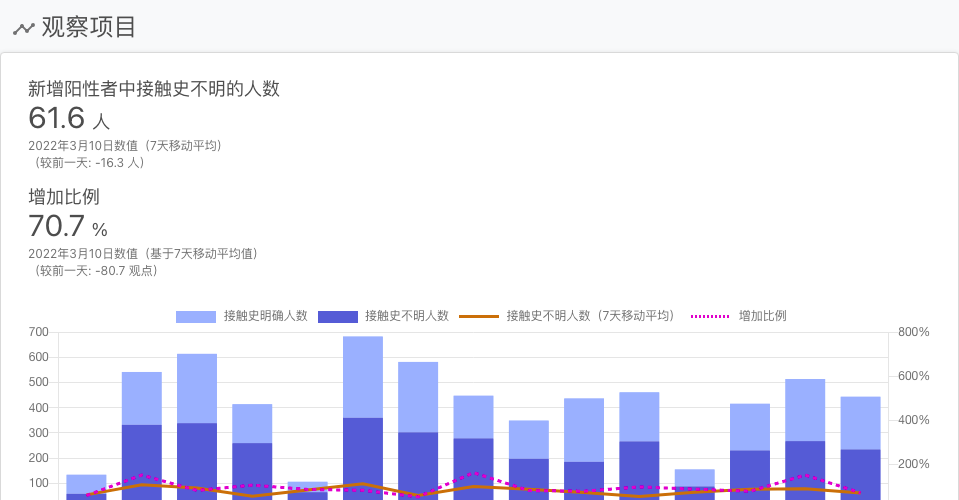 观察项目
新增阳性者中接触史不明的人数
61.6 人
2022年3月10日数值（7天移动平均）
（较前一天: -16.3 人）
增加比例
70.7 %
2022年3月10日数值（基于7天移动平均值）
（较前一天: -80.7 观点）
接触史明确人数 接触史不明人数 接触史不明人数（7天移动平均） 增加比例
700 800%
600
600%
500
400 400%
300
200 200%
100